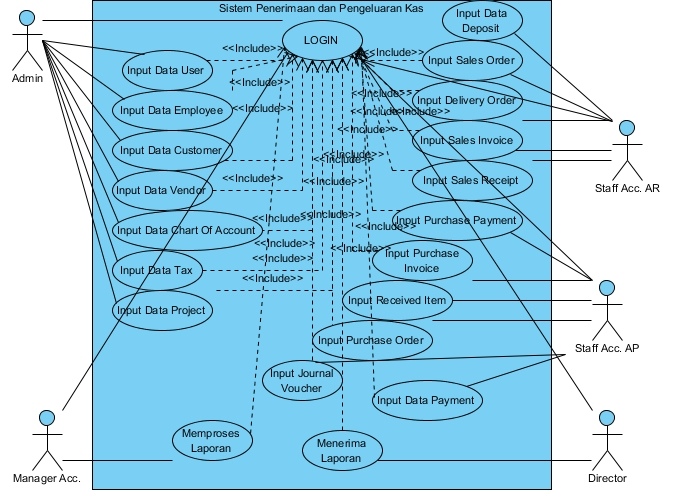 Sistem Penerimaan dan Pengeluaran Kas
Input Data
Deposit
LOGIN
Admin
<<Include>>
<<Include>>
Input Data User
Input Sales Order
<<Include>>
<<Include>>
Input Data Employee
<<Include>>
Input Delivery Order
<<Include>>
<<Include>>
Input Data Customer
<<Include>>
Input Sales Invoice
<<Include>>
<<Include>>
Input Data Vendor
<<Include>>
<<Include>>
Input Sales Receipt
Staff Acc. AR
Input Data Chart Of Account
<<Include>>
<<Include>>
Input Purchase Payment
<<Include>>
<<Include>>
<<Include>>
Input Purchase
Invoice
Input Data Tax
<<Include>>
Input Received Item
Input Data Project
Input Purchase Order
Staff Acc. AP
Input Journal
Voucher
Input Data Payment
Memproses
Laporan
Menerima
Laporan
Manager Acc.
Director